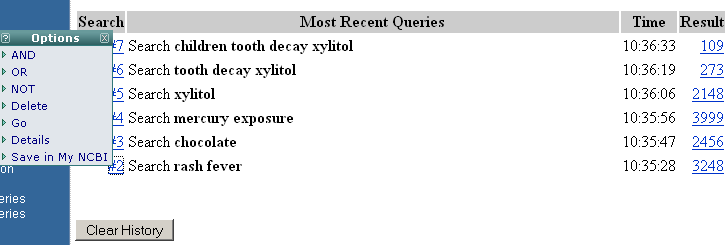 Search Most Recent Queries Time Result
Options
AND
OR
NOT
Delete
Go
Details
Save in My NCBI
#7 Search children tooth decay xylitol 10:36:33 109
#6 Search tooth decay xylitol 10:36:19 273
#5 Search xylitol 10:36:06 2148
#4 Search mercury exposure 10:35:56 3999
#3 Search chocolate 10:35:47 2456
#2 Search rash fever 10:35:28 3248
on
eries
eries
Clear History